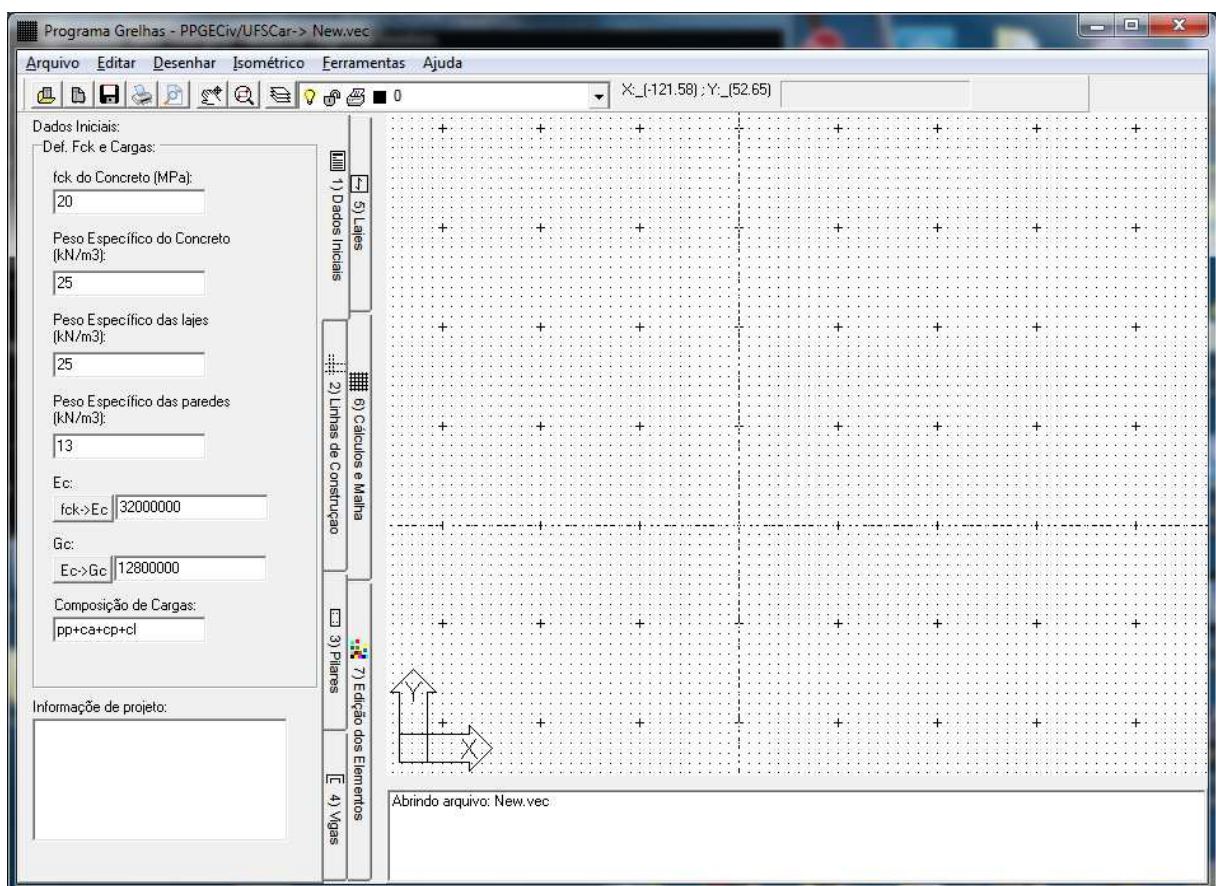 Programa Grelhas - PPGECiv/UFSCar-> New.vec
Arquivo Editar Desenhar Isométrico Ferramentas Ajuda
0
X:_(-121.58) ; Y:_(52.65)
Dados Iniciais:
Def. Fck e Cargas:
fck do Concreto (MPa):
20
Peso Específico do Concreto
(kN/m3):
25
Peso Específico das lajes
(kN/m3):
25
Peso Específico das paredes
(kN/m3):
13
Ec:
fck->Ec 32000000
Gc:
Ec->Gc 12800000
Composição de Cargas:
pp+ca+cp+cl
Informaçõe de projeto:
1) Dados Iniciais
2) Linhas de Construçao
3) Pilares
4) Vigas
5) Lajes
6) Cálculos e Malha
7) Edição dos Elementos
Y
X
Abrindo arquivo: New.vec